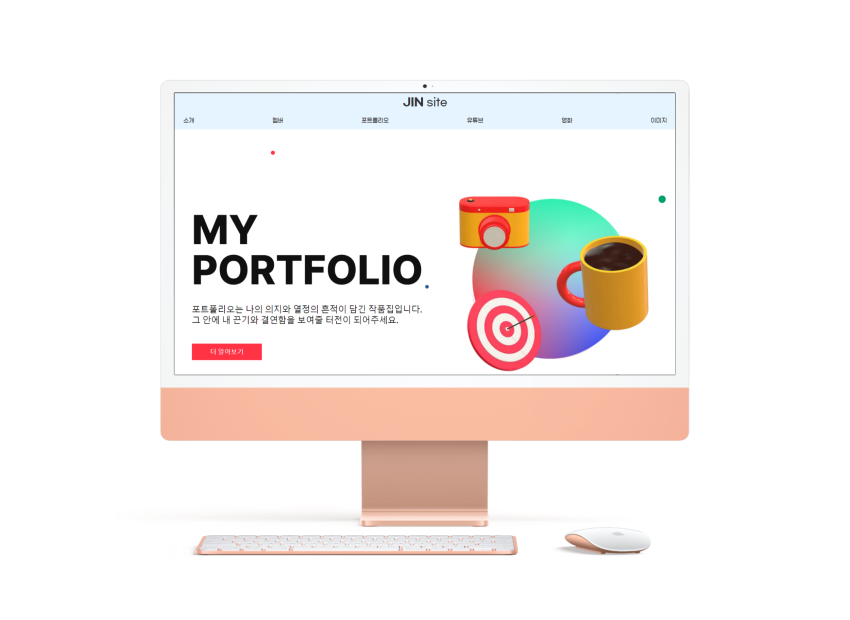 JIN site
소개 멤버 포트폴리오 유튜브 영화 이미지
MY
PORTFOLIO
포트폴리오는 나의 의지와 열정의 흔적이 담긴 작품집입니다.
그 안에 내 끈기와 결연함을 보여줄 터전이 되어주세요.
더 알아보기